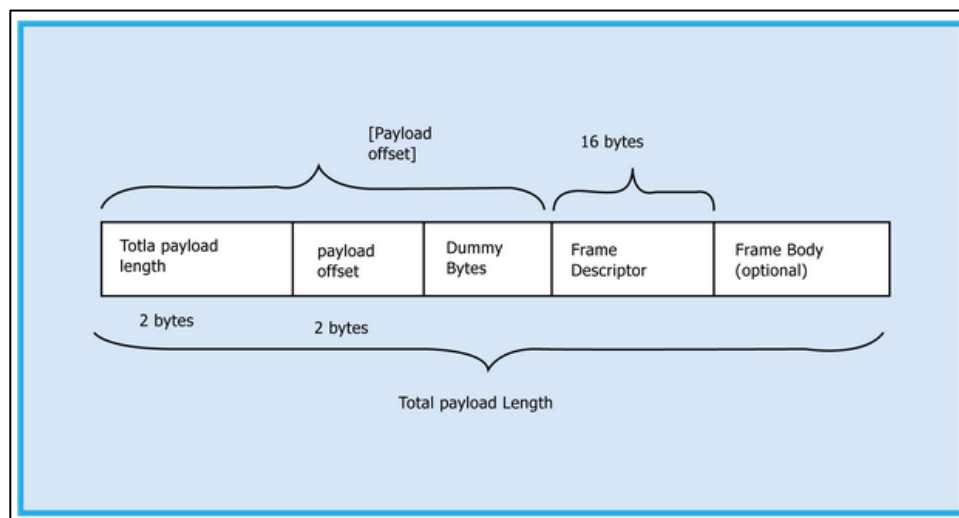 [Payload
offset]
16 bytes
Totla payload
length
payload
offset
Dummy
Bytes
Frame
Descriptor
Frame Body
(optional)
2 bytes
2 bytes
Total payload Length